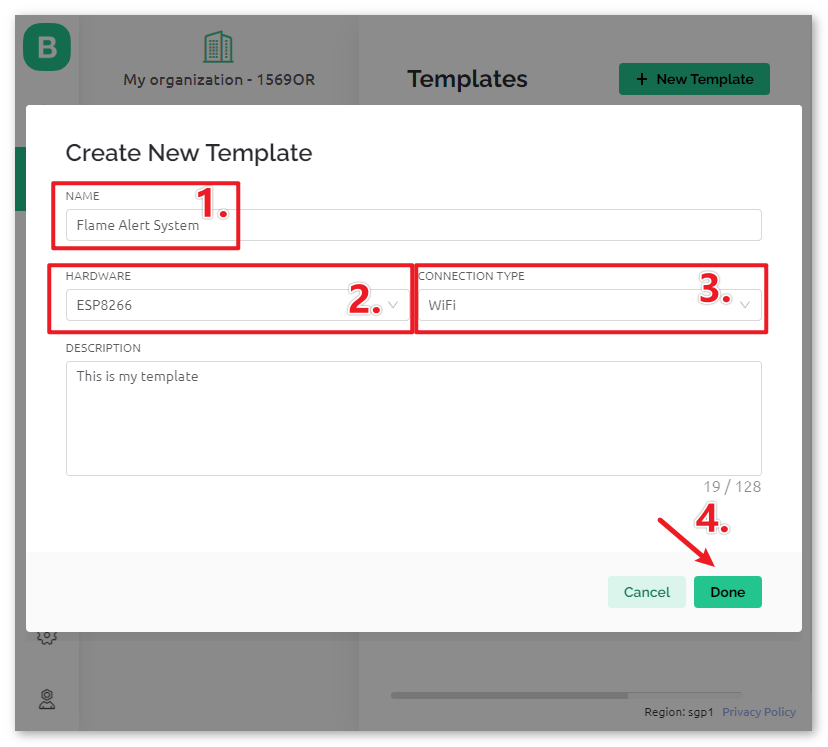 B
My organization - 1569OR
Templates
+ New Template
Create New Template
NAME
1.
Flame Alert System
HARDWARE
CONNECTION TYPE
ESP8266
2.
WiFi
3.
DESCRIPTION
This is my template
19 / 128
4.
Cancel
Done
Region: sgp1
Privacy Policy